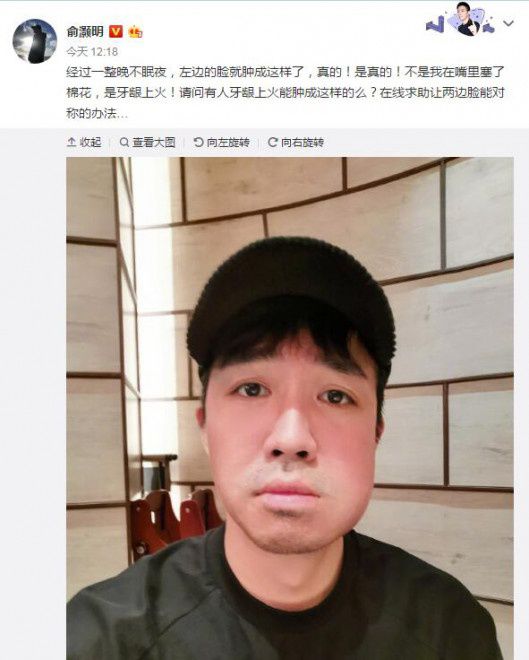 俞灏明
今天 12:18
经过一整晚不眠夜，左边的脸就肿成这样了，真的！是真的！不是我在嘴里塞了
棉花，是牙龈上火！请问有人牙龈上火能肿成这样的么？在线求助让两边脸能对
称的办法...
收起 查看大图 向左旋转 向右旋转